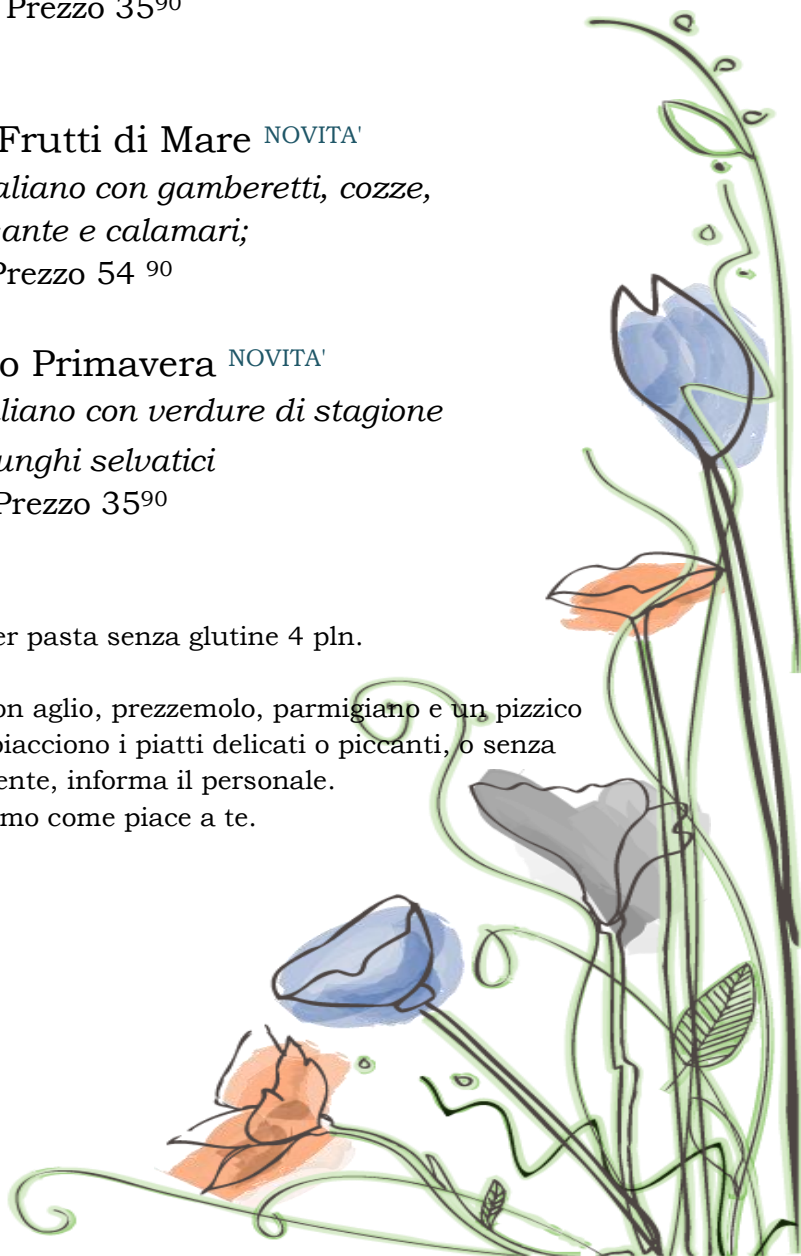 Prezzo 35⁹⁰
Frutti di Mare NOVITA'
aliano con gamberetti, cozze,
ante e calamari;
Prezzo 54 ⁹⁰
o Primavera NOVITA'
liano con verdure di stagione
unghi selvatici
Prezzo 35⁹⁰
er pasta senza glutine 4 pln.
on aglio, prezzemolo, parmigiano e un pizzico
piacciono i piatti delicati o piccanti, o senza
ente, informa il personale.
mo come piace a te.